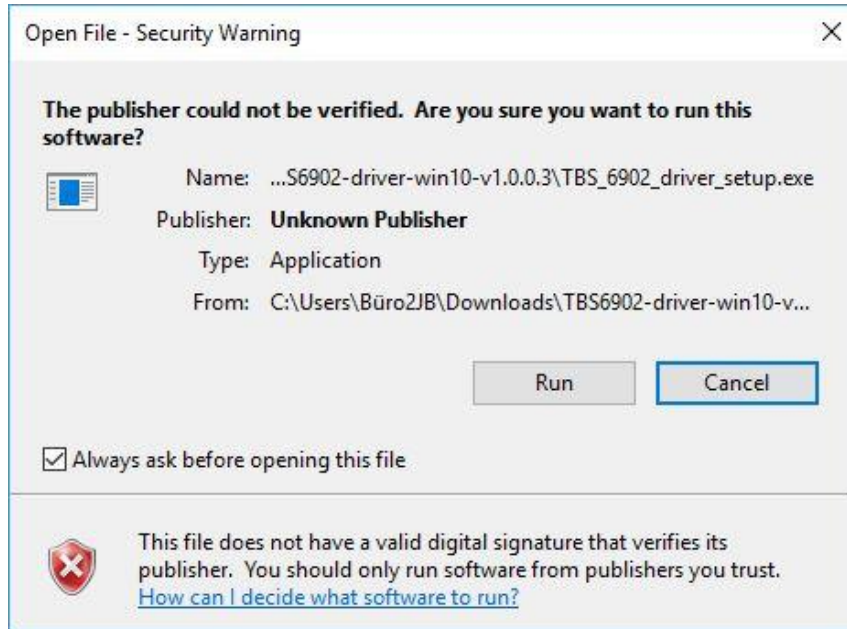 Open File - Security Warning
The publisher could not be verified.  Are you sure you want to run this
software?
Name: ...S6902-driver-win10-v1.0.0.3\TBS_6902_driver_setup.exe
Publisher: Unknown Publisher
Type: Application
From: C:\Users\Büro2JB\Downloads\TBS6902-driver-win10-v...
Run Cancel
Always ask before opening this file
This file does not have a valid digital signature that verifies its
publisher.  You should only run software from publishers you trust.
How can I decide what software to run?